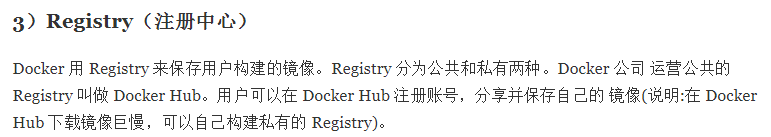 3）Registry（注册中心）
Docker 用 Registry 来保存用户构建的镜像。Registry 分为公共和私有两种。Docker 公司 运营公共的
Registry 叫做 Docker Hub。用户可以在 Docker Hub 注册账号，分享并保存自己的 镜像(说明:在 Docker
Hub 下载镜像巨慢，可以自己构建私有的 Registry)。